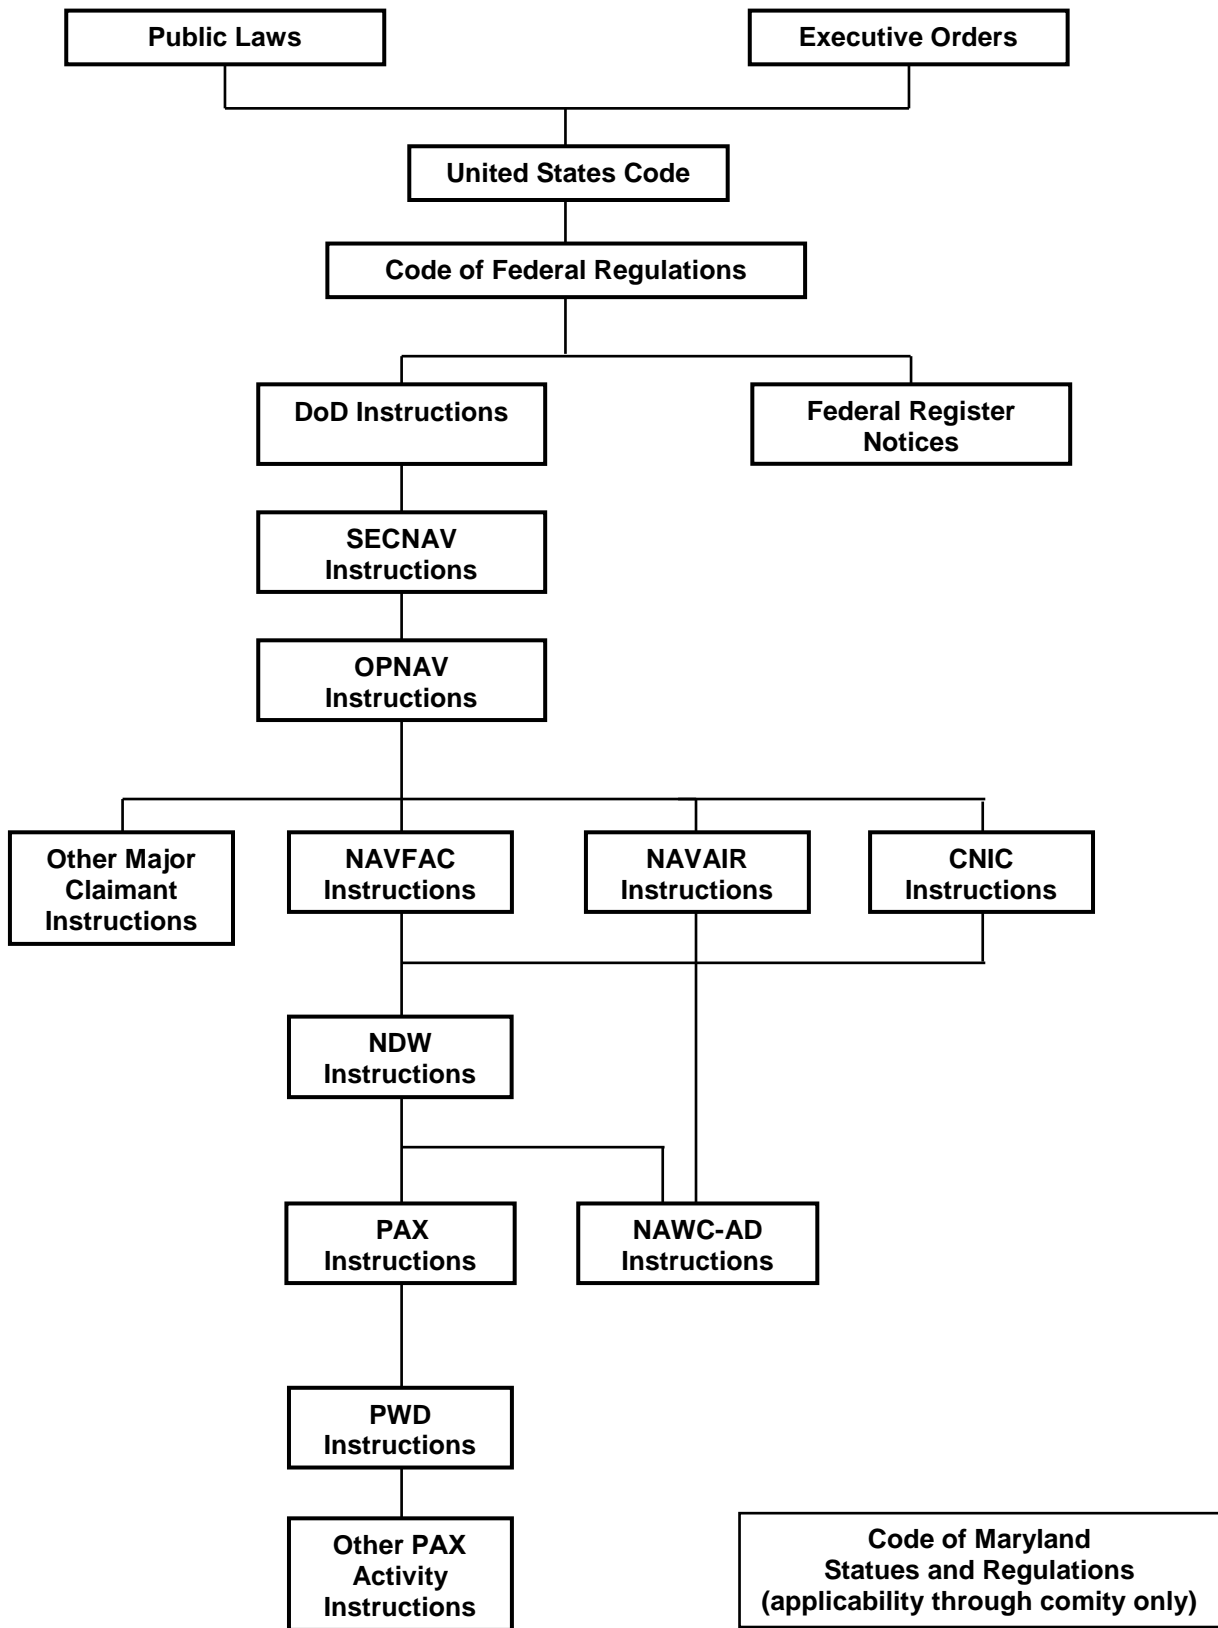 Public Laws
Executive Orders
United States Code
Code of Federal Regulations
DoD Instructions
Federal Register
Notices
SECNAV
Instructions
OPNAV
Instructions
Other Major
Claimant
Instructions
NAVFAC
Instructions
NAVAIR
Instructions
CNIC
Instructions
NDW
Instructions
PAX
Instructions
NAWC-AD
Instructions
PWD
Instructions
Other PAX
Activity
Instructions
Code of Maryland
Statues and Regulations
(applicability through comity only)